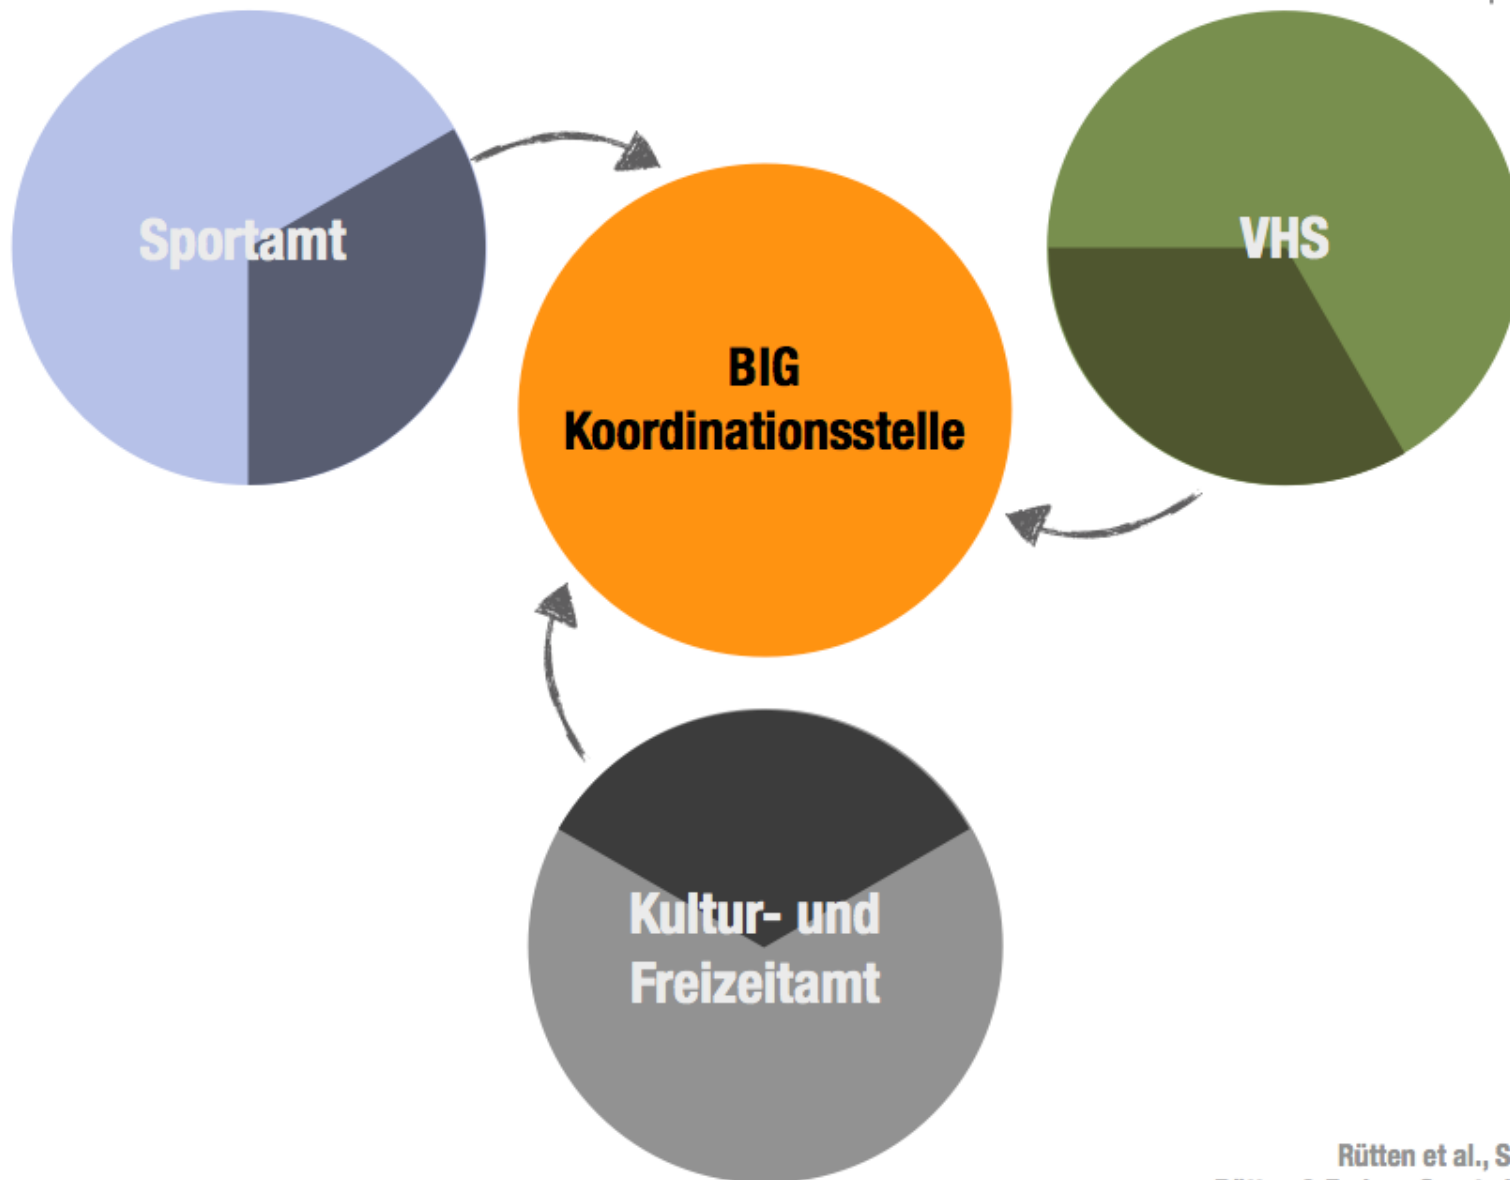 Sportamt
VHS
BIG
Koordinationsstelle
Kultur- und
Freizeitamt
Rütten et al., S